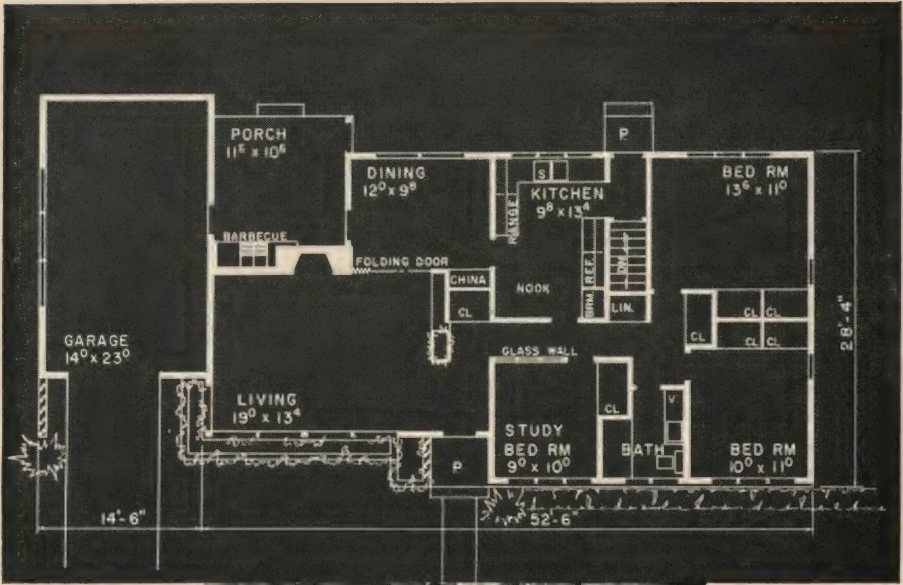 PORCH
11⁵ x 10⁶
P
DINING
12⁰ x 9⁸
S
KITCHEN
9⁸ x 13⁴
RANGE
BED RM
13⁶ x 11⁰
BARBECUE
FOLDING DOOR
CHINA
CL
NOOK
REF.
BRM.
DN
LIN.
CL
CL
CL
CL
CL
28'-4"
GARAGE
14⁰ x 23⁰
GLASS WALL
LIVING
19⁰ x 13⁴
STUDY
BED RM
9⁰ x 10⁰
CL
V
BATH
BED RM
10⁰ x 11⁰
P
14'-6"
52'-6"